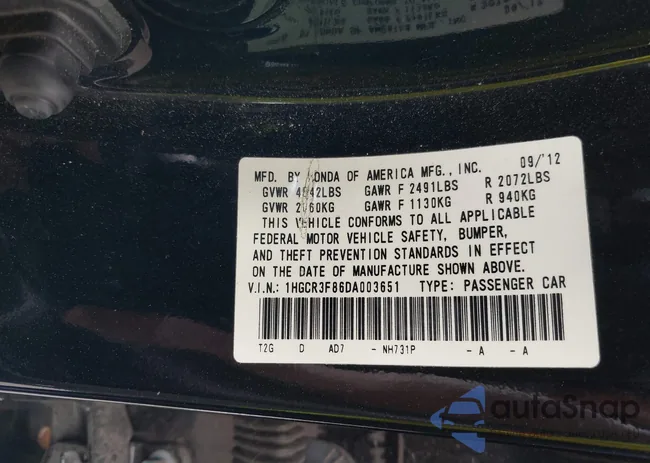 MFD. BY HONDA OF AMERICA MFG., INC. 09/'12
GVWR 4542LBS GAWR F 2491LBS R 2072LBS
GVWR 2060KG GAWR F 1130KG R 940KG
THIS VEHICLE CONFORMS TO ALL APPLICABLE
FEDERAL MOTOR VEHICLE SAFETY, BUMPER,
AND THEFT PREVENTION STANDARDS IN EFFECT
ON THE DATE OF MANUFACTURE SHOWN ABOVE.
V.I.N.: 1HGCR3F86DA003651 TYPE: PASSENGER CAR
T2G D AD7 - NH731P - A - A
autoSnap